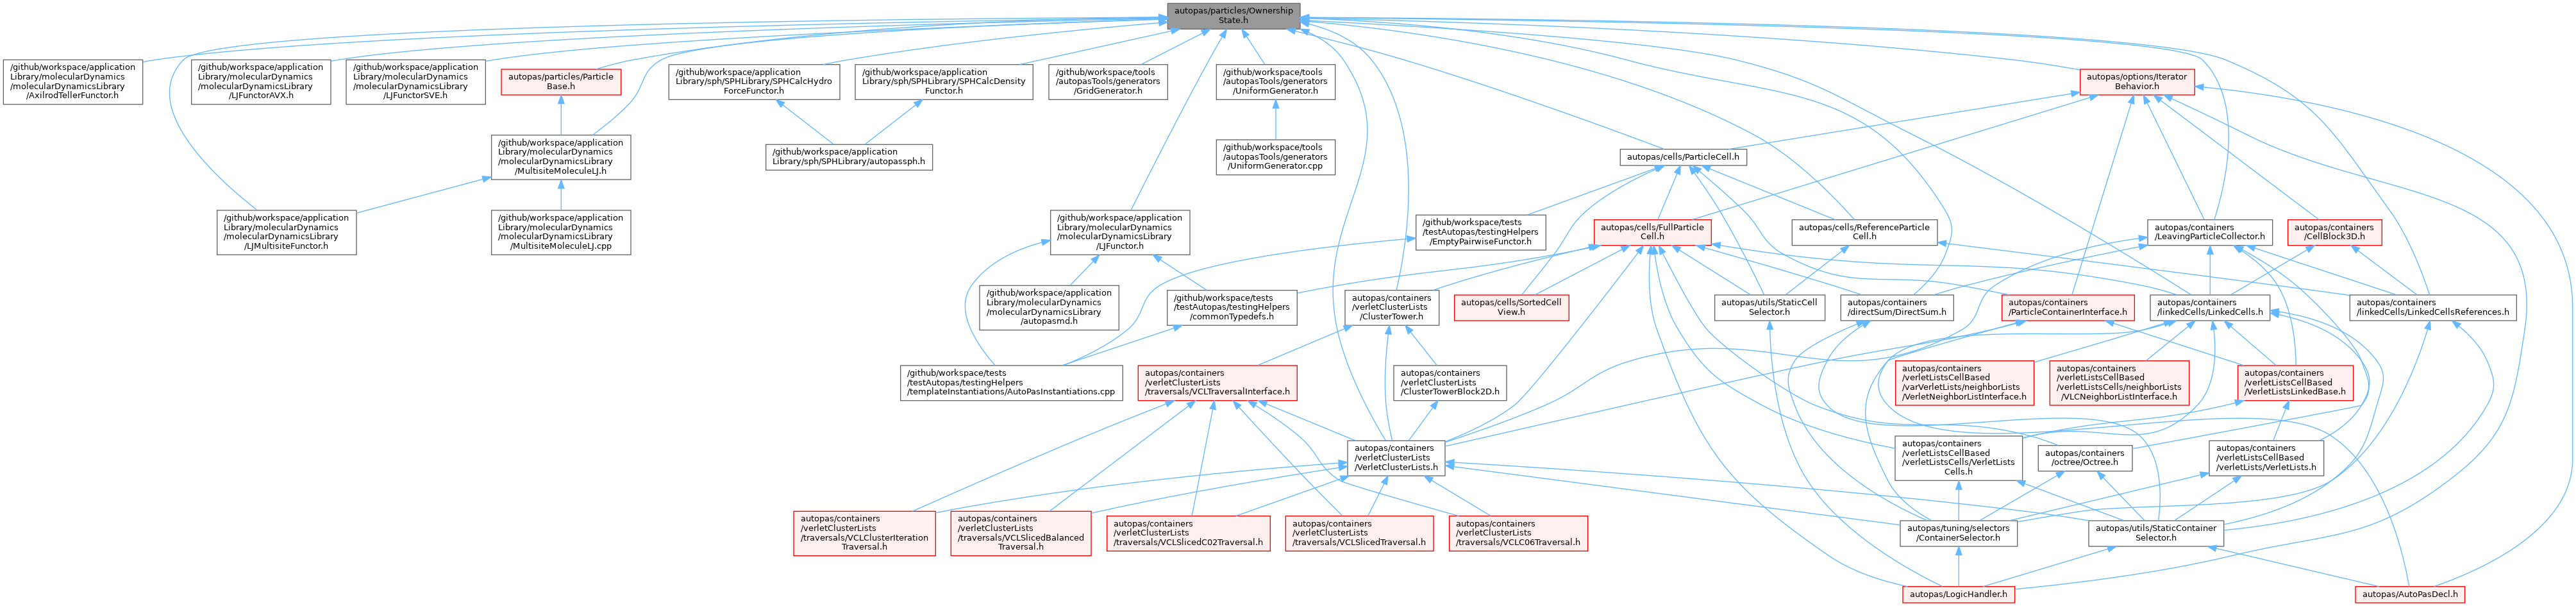 autopas/particles/Ownership
State.h
/github/workspace/application
Library/molecularDynamics
/molecularDynamicsLibrary
/AxilrodTellerFunctor.h
/github/workspace/application
Library/molecularDynamics
/molecularDynamicsLibrary
/LJFunctorAVX.h
/github/workspace/application
Library/molecularDynamics
/molecularDynamicsLibrary
/LJFunctorSVE.h
autopas/particles/Particle
Base.h
/github/workspace/application
Library/sph/SPHLibrary/SPHCalcHydro
ForceFunctor.h
/github/workspace/application
Library/sph/SPHLibrary/SPHCalcDensity
Functor.h
/github/workspace/tools
/autopasTools/generators
/GridGenerator.h
/github/workspace/tools
/autopasTools/generators
/UniformGenerator.h
autopas/options/Iterator
Behavior.h
/github/workspace/application
Library/molecularDynamics
/molecularDynamicsLibrary
/MultisiteMoleculeLJ.h
/github/workspace/application
Library/sph/SPHLibrary/autopassph.h
/github/workspace/tools
/autopasTools/generators
/UniformGenerator.cpp
autopas/cells/ParticleCell.h
/github/workspace/application
Library/molecularDynamics
/molecularDynamicsLibrary
/LJMultisiteFunctor.h
/github/workspace/application
Library/molecularDynamics
/molecularDynamicsLibrary
/MultisiteMoleculeLJ.cpp
/github/workspace/application
Library/molecularDynamics
/molecularDynamicsLibrary
/LJFunctor.h
/github/workspace/tests
/testAutopas/testingHelpers
/EmptyPairwiseFunctor.h
autopas/cells/FullParticle
Cell.h
autopas/cells/ReferenceParticle
Cell.h
autopas/containers
/LeavingParticleCollector.h
autopas/containers
/CellBlock3D.h
/github/workspace/application
Library/molecularDynamics
/molecularDynamicsLibrary
/autopasmd.h
/github/workspace/tests
/testAutopas/testingHelpers
/commonTypedefs.h
autopas/containers
/verletClusterLists
/ClusterTower.h
autopas/cells/SortedCell
View.h
autopas/utils/StaticCell
Selector.h
autopas/containers
/directSum/DirectSum.h
autopas/containers
/ParticleContainerInterface.h
autopas/containers
/linkedCells/LinkedCells.h
autopas/containers
/linkedCells/LinkedCellsReferences.h
/github/workspace/tests
/testAutopas/testingHelpers
/templateInstantiations/AutoPasInstantiations.cpp
autopas/containers
/verletClusterLists
/traversals/VCLTraversalInterface.h
autopas/containers
/verletClusterLists
/ClusterTowerBlock2D.h
autopas/containers
/verletListsCellBased
/varVerletLists/neighborLists
/VerletNeighborListInterface.h
autopas/containers
/verletListsCellBased
/verletListsCells/neighborLists
/VLCNeighborListInterface.h
autopas/containers
/verletListsCellBased
/VerletListsLinkedBase.h
autopas/containers
/verletClusterLists
/VerletClusterLists.h
autopas/containers
/verletListsCellBased
/verletListsCells/VerletLists
Cells.h
autopas/containers
/octree/Octree.h
autopas/containers
/verletListsCellBased
/verletLists/VerletLists.h
autopas/containers
/verletClusterLists
/traversals/VCLClusterIteration
Traversal.h
autopas/containers
/verletClusterLists
/traversals/VCLSlicedBalanced
Traversal.h
autopas/containers
/verletClusterLists
/traversals/VCLSlicedC02Traversal.h
autopas/containers
/verletClusterLists
/traversals/VCLSlicedTraversal.h
autopas/containers
/verletClusterLists
/traversals/VCLC06Traversal.h
autopas/tuning/selectors
/ContainerSelector.h
autopas/utils/StaticContainer
Selector.h
autopas/LogicHandler.h
autopas/AutoPasDecl.h